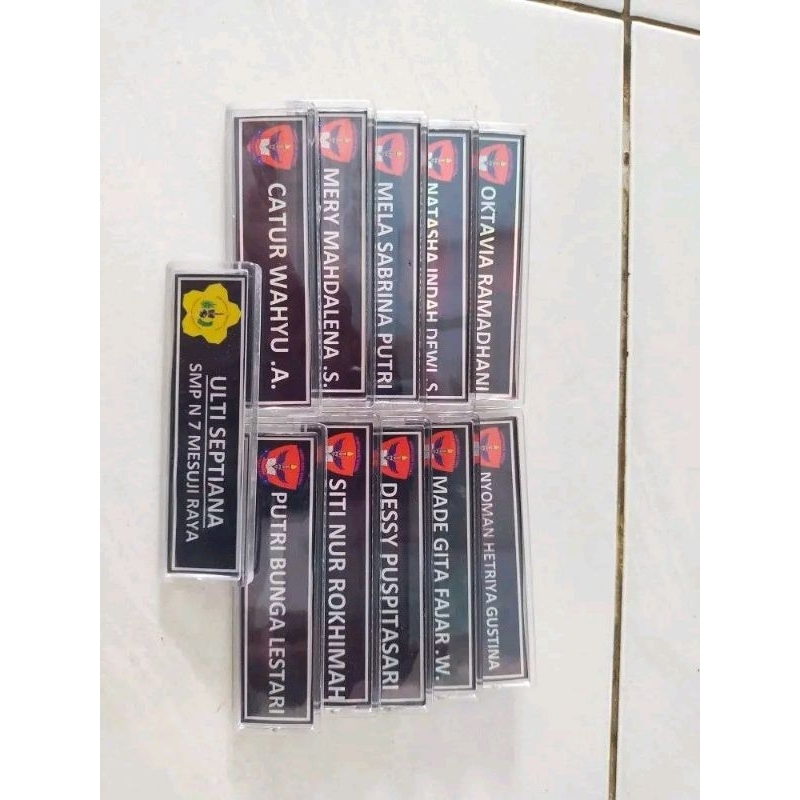 CATUR WAHYU .A.
MERY MAHDALENA .S.
MELA SABRINA PUTRI
NATASHA INDAH DEWI .S.
OKTAVIA RAMADHANI
ULTI SEPTIANA
SMP N 7 MESUJI RAYA
PUTRI BUNGA LESTARI
SITI NUR ROKHIMAH
DESSY PUSPITASARI
MADE GITA FAJAR .W.
NYOMAN HETRIYA GUSTINA